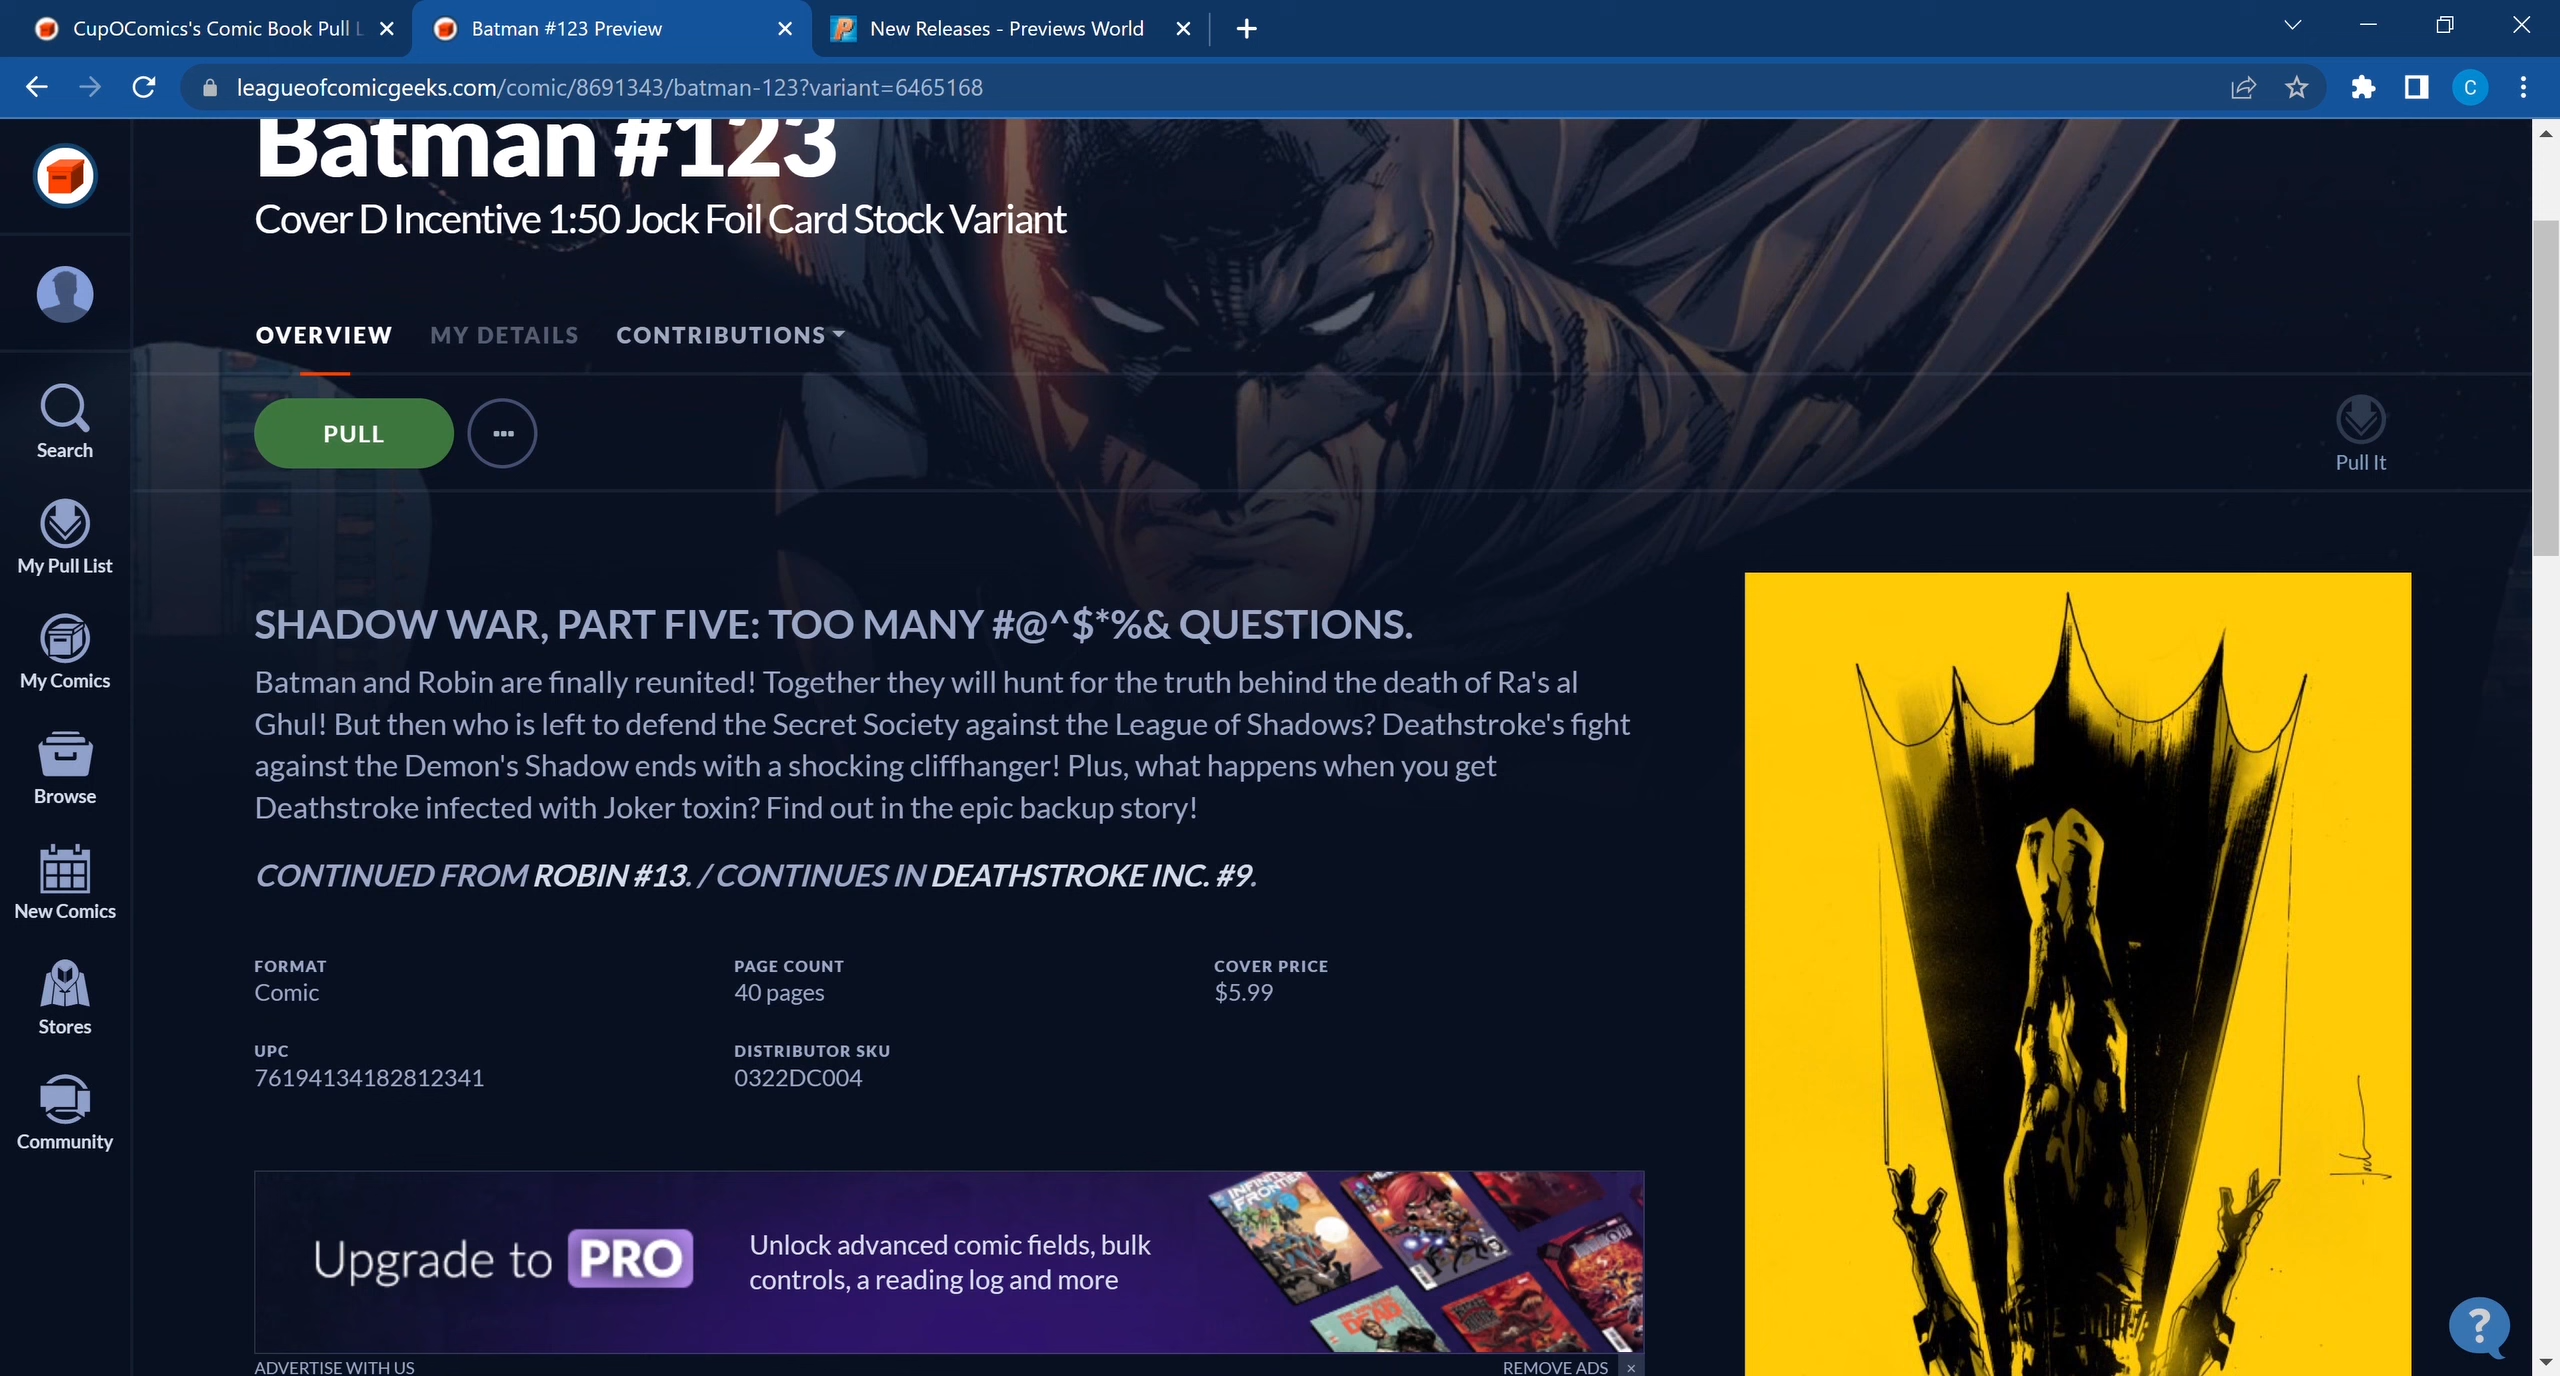 CupOComics's Comic Book Pull L
Batman #123 Preview
New Releases - Previews World
leagueofcomicgeeks.com/comic/8691343/batman-123?variant=6465168
C
Batman #123
Cover D Incentive 1:50 Jock Foil Card Stock Variant
OVERVIEW MY DETAILS CONTRIBUTIONS
PULL
Pull It
Search
My Pull List
My Comics
Browse
New Comics
Stores
Community
SHADOW WAR, PART FIVE: TOO MANY #@^$*%& QUESTIONS.
Batman and Robin are finally reunited! Together they will hunt for the truth behind the death of Ra's al
Ghul! But then who is left to defend the Secret Society against the League of Shadows? Deathstroke's fight
against the Demon's Shadow ends with a shocking cliffhanger! Plus, what happens when you get
Deathstroke infected with Joker toxin? Find out in the epic backup story!
CONTINUED FROM ROBIN #13. / CONTINUES IN DEATHSTROKE INC. #9.
FORMAT
Comic
PAGE COUNT
40 pages
COVER PRICE
$5.99
UPC
76194134182812341
DISTRIBUTOR SKU
0322DC004
Upgrade to PRO
Unlock advanced comic fields, bulk
controls, a reading log and more
INFINITE
FRONTIER
ADVERTISE WITH US
REMOVE ADS ×
?